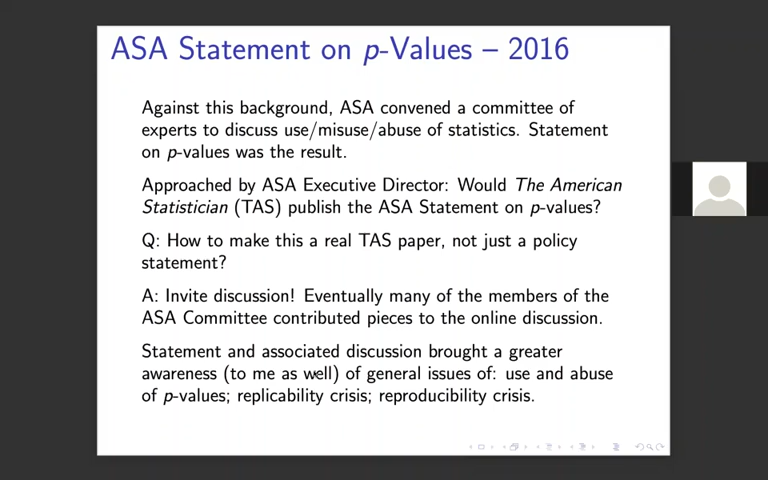 ASA Statement on p-Values – 2016
Against this background, ASA convened a committee of
experts to discuss use/misuse/abuse of statistics. Statement
on p-values was the result.
Approached by ASA Executive Director: Would The American
Statistician (TAS) publish the ASA Statement on p-values?
Q: How to make this a real TAS paper, not just a policy
statement?
A: Invite discussion! Eventually many of the members of the
ASA Committee contributed pieces to the online discussion.
Statement and associated discussion brought a greater
awareness (to me as well) of general issues of: use and abuse
of p-values; replicability crisis; reproducibility crisis.